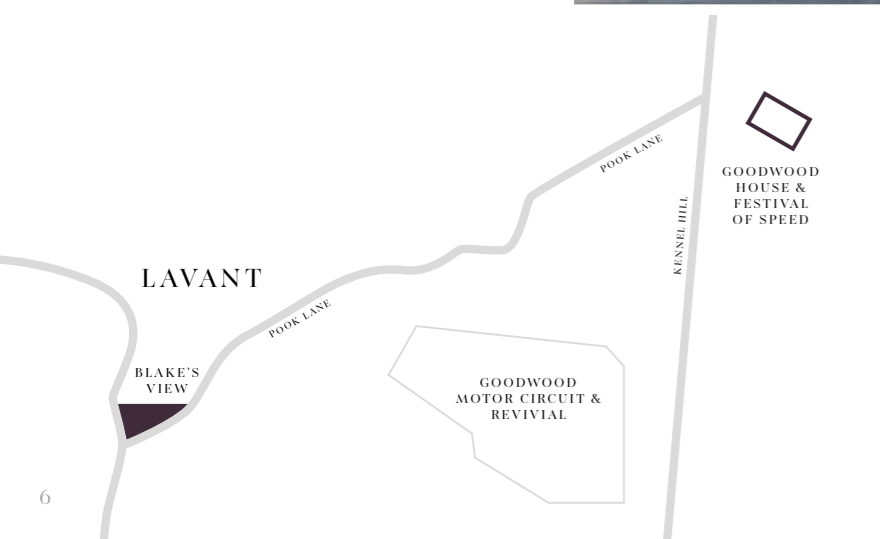 POOK LANE
GOODWOOD
HOUSE &
FESTIVAL
OF SPEED
KENNEL HILL
LAVANT
POOK LANE
BLAKE'S
VIEW
GOODWOOD
MOTOR CIRCUIT &
REVIVIAL
6